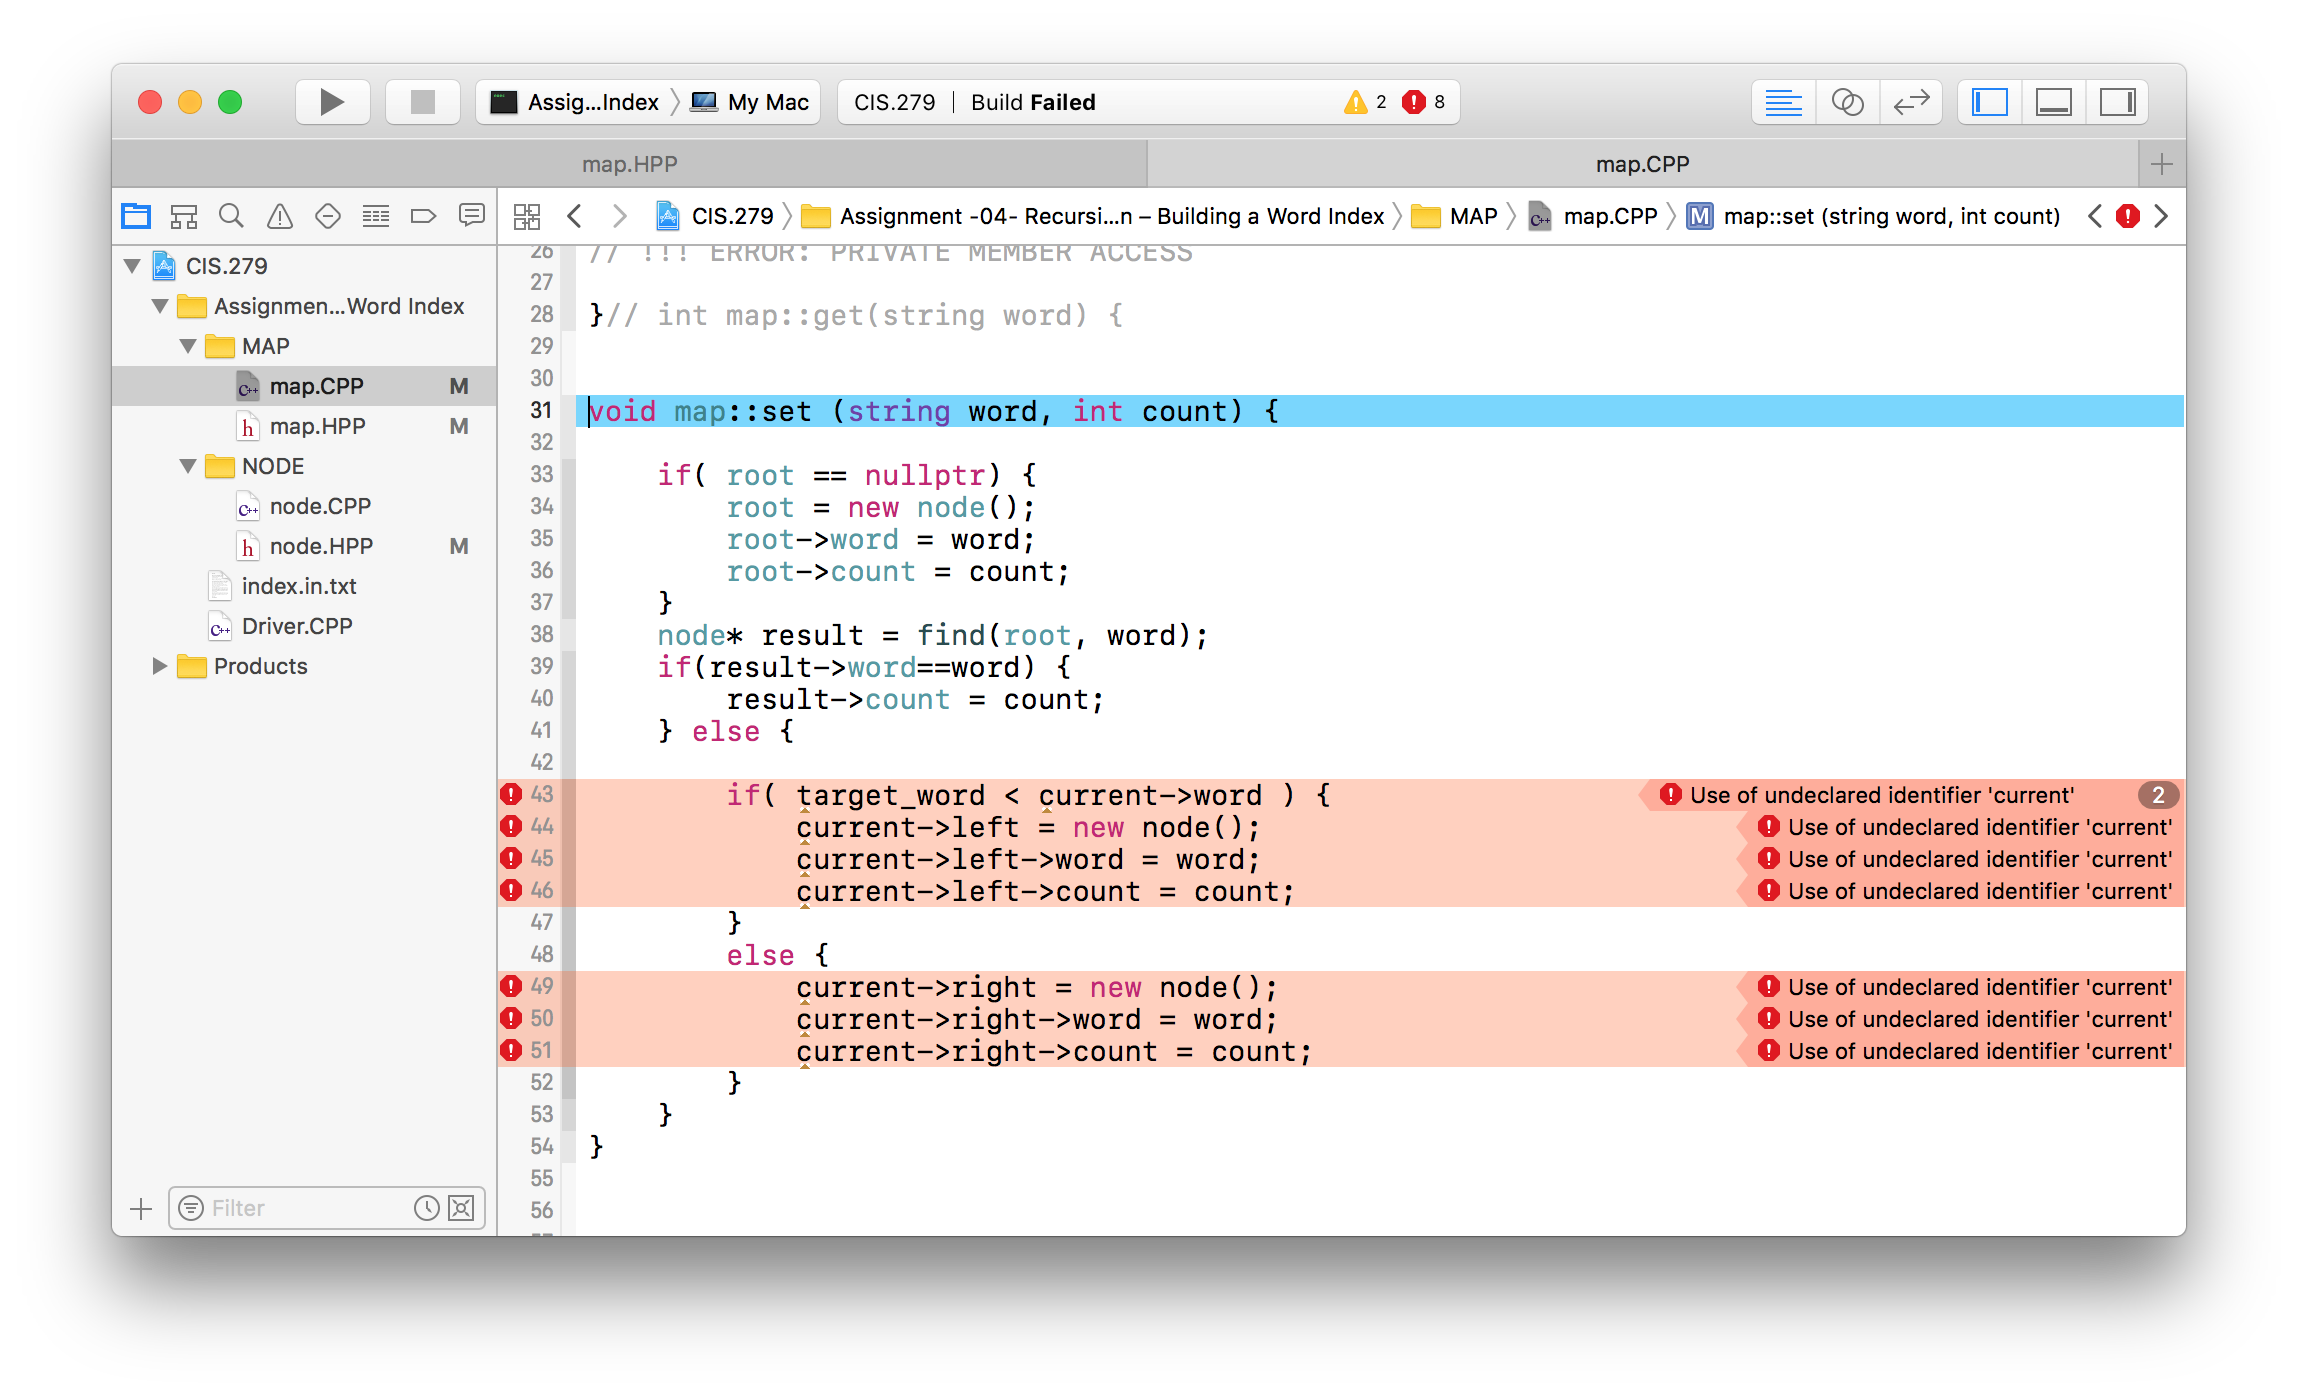 Assig...Index
My Mac
CIS.279 | Build Failed
2
8
map.HPP
map.CPP
CIS.279
Assignment -04- Recursi...n – Building a Word Index
MAP
map.CPP
M
map::set (string word, int count)
CIS.279
Assignmen...Word Index
MAP
map.CPP M
map.HPP M
NODE
node.CPP
node.HPP M
index.in.txt
Driver.CPP
Products
Filter
26 // !!! ERROR: PRIVATE MEMBER ACCESS
27
28 }// int map::get(string word) {
29
30
31 void map::set (string word, int count) {
32
33     if( root == nullptr) {
34         root = new node();
35         root->word = word;
36         root->count = count;
37     }
38     node* result = find(root, word);
39     if(result->word==word) {
40         result->count = count;
41     } else {
42
43         if( target_word < current->word ) { Use of undeclared identifier 'current' 2
44             current->left = new node(); Use of undeclared identifier 'current'
45             current->left->word = word; Use of undeclared identifier 'current'
46             current->left->count = count; Use of undeclared identifier 'current'
47         }
48         else {
49             current->right = new node(); Use of undeclared identifier 'current'
50             current->right->word = word; Use of undeclared identifier 'current'
51             current->right->count = count; Use of undeclared identifier 'current'
52         }
53     }
54 }
55
56